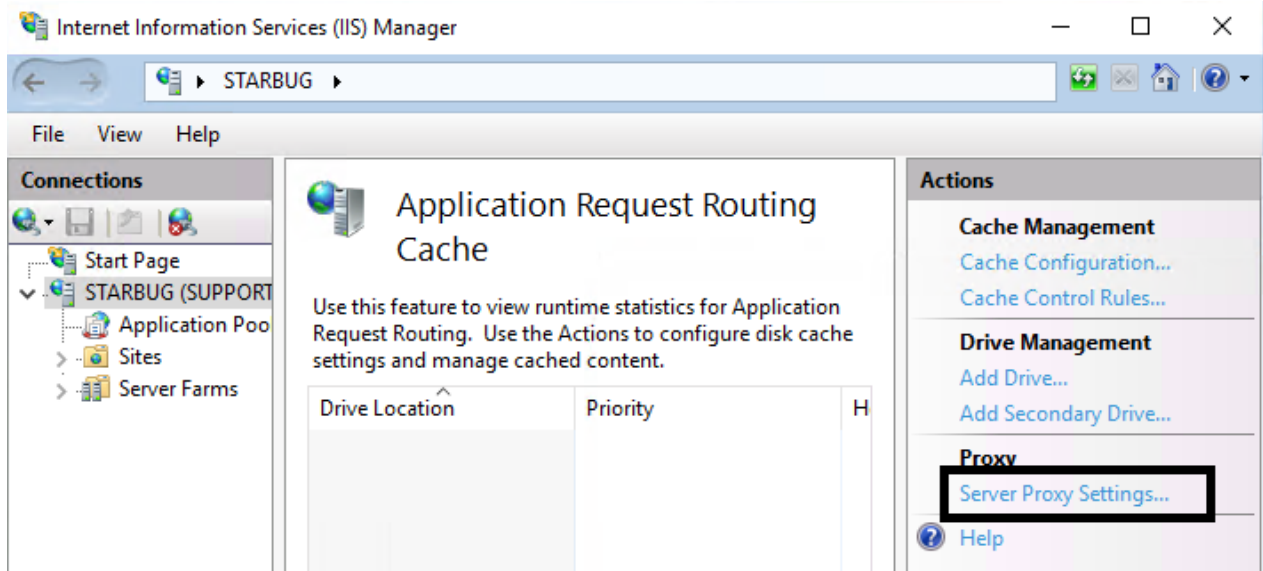 Internet Information Services (IIS) Manager
STARBUG
File View Help
Connections
Start Page
STARBUG (SUPPORT
Application Poo
Sites
Server Farms
Application Request Routing
Cache
Use this feature to view runtime statistics for Application
Request Routing. Use the Actions to configure disk cache
settings and manage cached content.
Drive Location Priority H
Actions
Cache Management
Cache Configuration...
Cache Control Rules...
Drive Management
Add Drive...
Add Secondary Drive...
Proxy
Server Proxy Settings...
Help